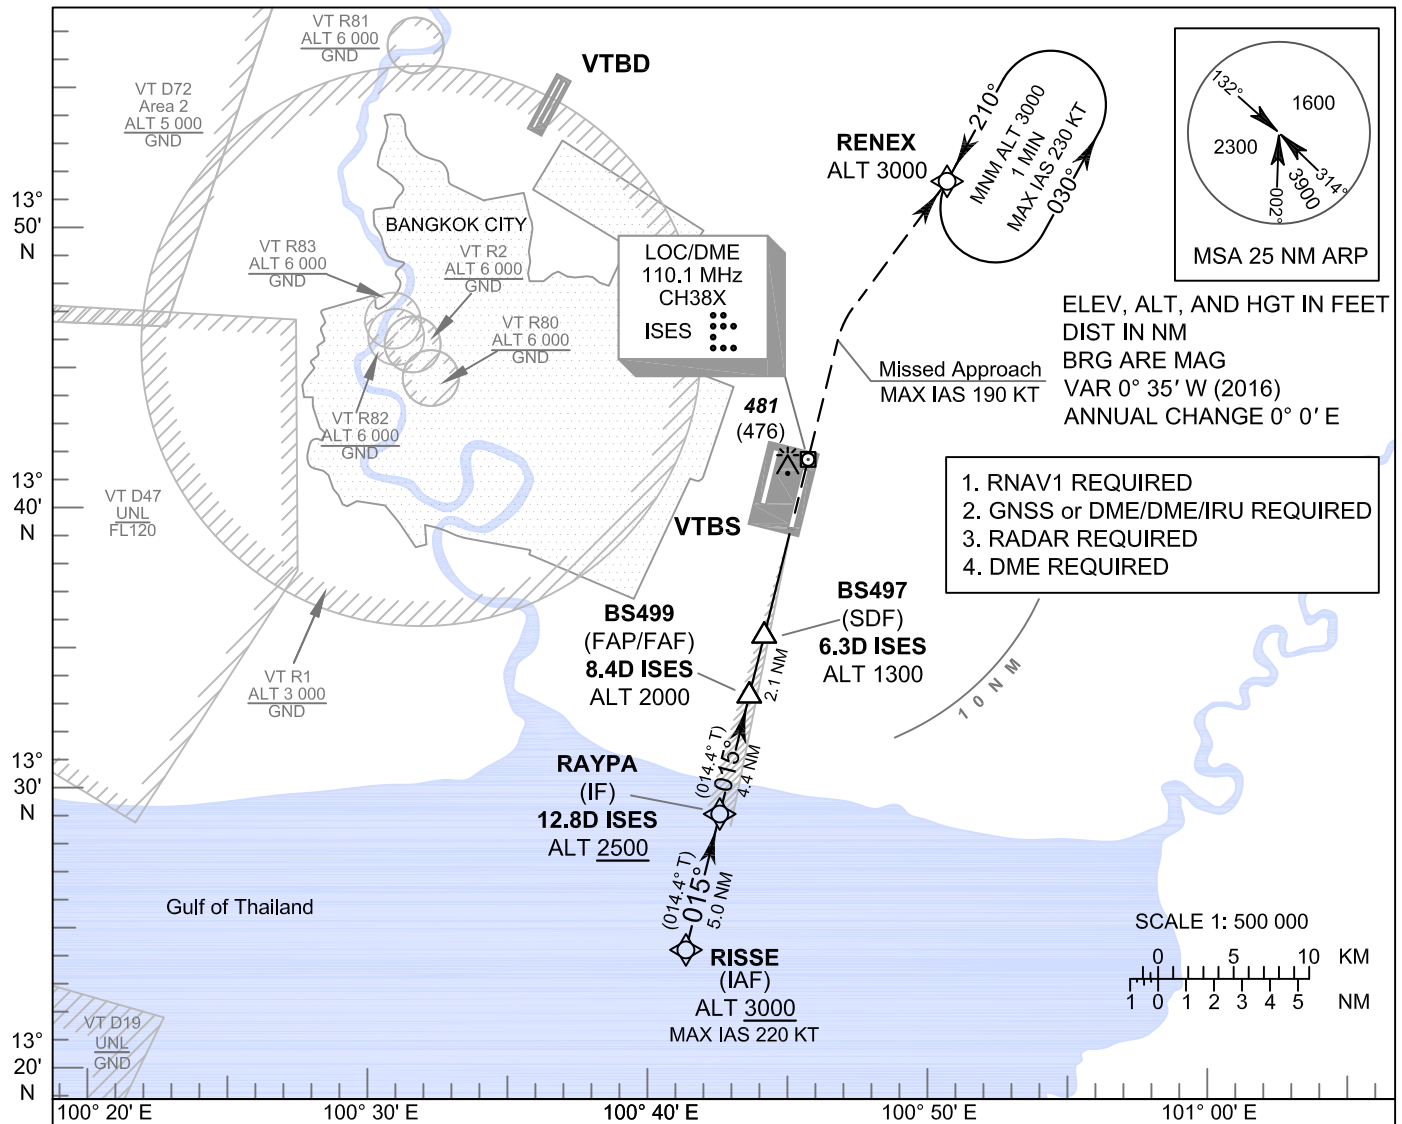 VT R81
ALT 6 000
GND
VTBD
VT D72
Area 2
ALT 5 000
GND
BANGKOK CITY
VT R83
ALT 6 000
GND
VT R2
ALT 6 000
GND
VT R80
ALT 6 000
GND
VT R82
ALT 6 000
GND
VT D47
UNL
FL120
VT R1
ALT 3 000
GND
VT D19
UNL
GND
LOC/DME
110.1 MHz
CH38X
ISES
RENEX
ALT 3000
210°
MNM ALT 3000
1 MIN
MAX IAS 230 KT
030°
132°
1600
2300
3900
314°
002°
MSA 25 NM ARP
ELEV, ALT, AND HGT IN FEET
DIST IN NM
BRG ARE MAG
VAR 0° 35' W (2016)
ANNUAL CHANGE 0° 0' E
Missed Approach
MAX IAS 190 KT
481
(476)
VTBS
1. RNAV1 REQUIRED
2. GNSS or DME/DME/IRU REQUIRED
3. RADAR REQUIRED
4. DME REQUIRED
BS497
(SDF)
6.3D ISES
ALT 1300
BS499
(FAP/FAF)
8.4D ISES
ALT 2000
2.1 NM
10NM
RAYPA
(IF)
12.8D ISES
ALT 2500
(014.4° T)
015°
4.4 NM
(014.4° T)
015°
5.0 NM
RISSE
(IAF)
ALT 3000
MAX IAS 220 KT
Gulf of Thailand
SCALE 1: 500 000
0 5 10 KM
1 0 1 2 3 4 5 NM
13°
50'
N
13°
40'
N
13°
30'
N
13°
20'
N
100° 20' E
100° 30' E
100° 40' E
100° 50' E
101° 00' E